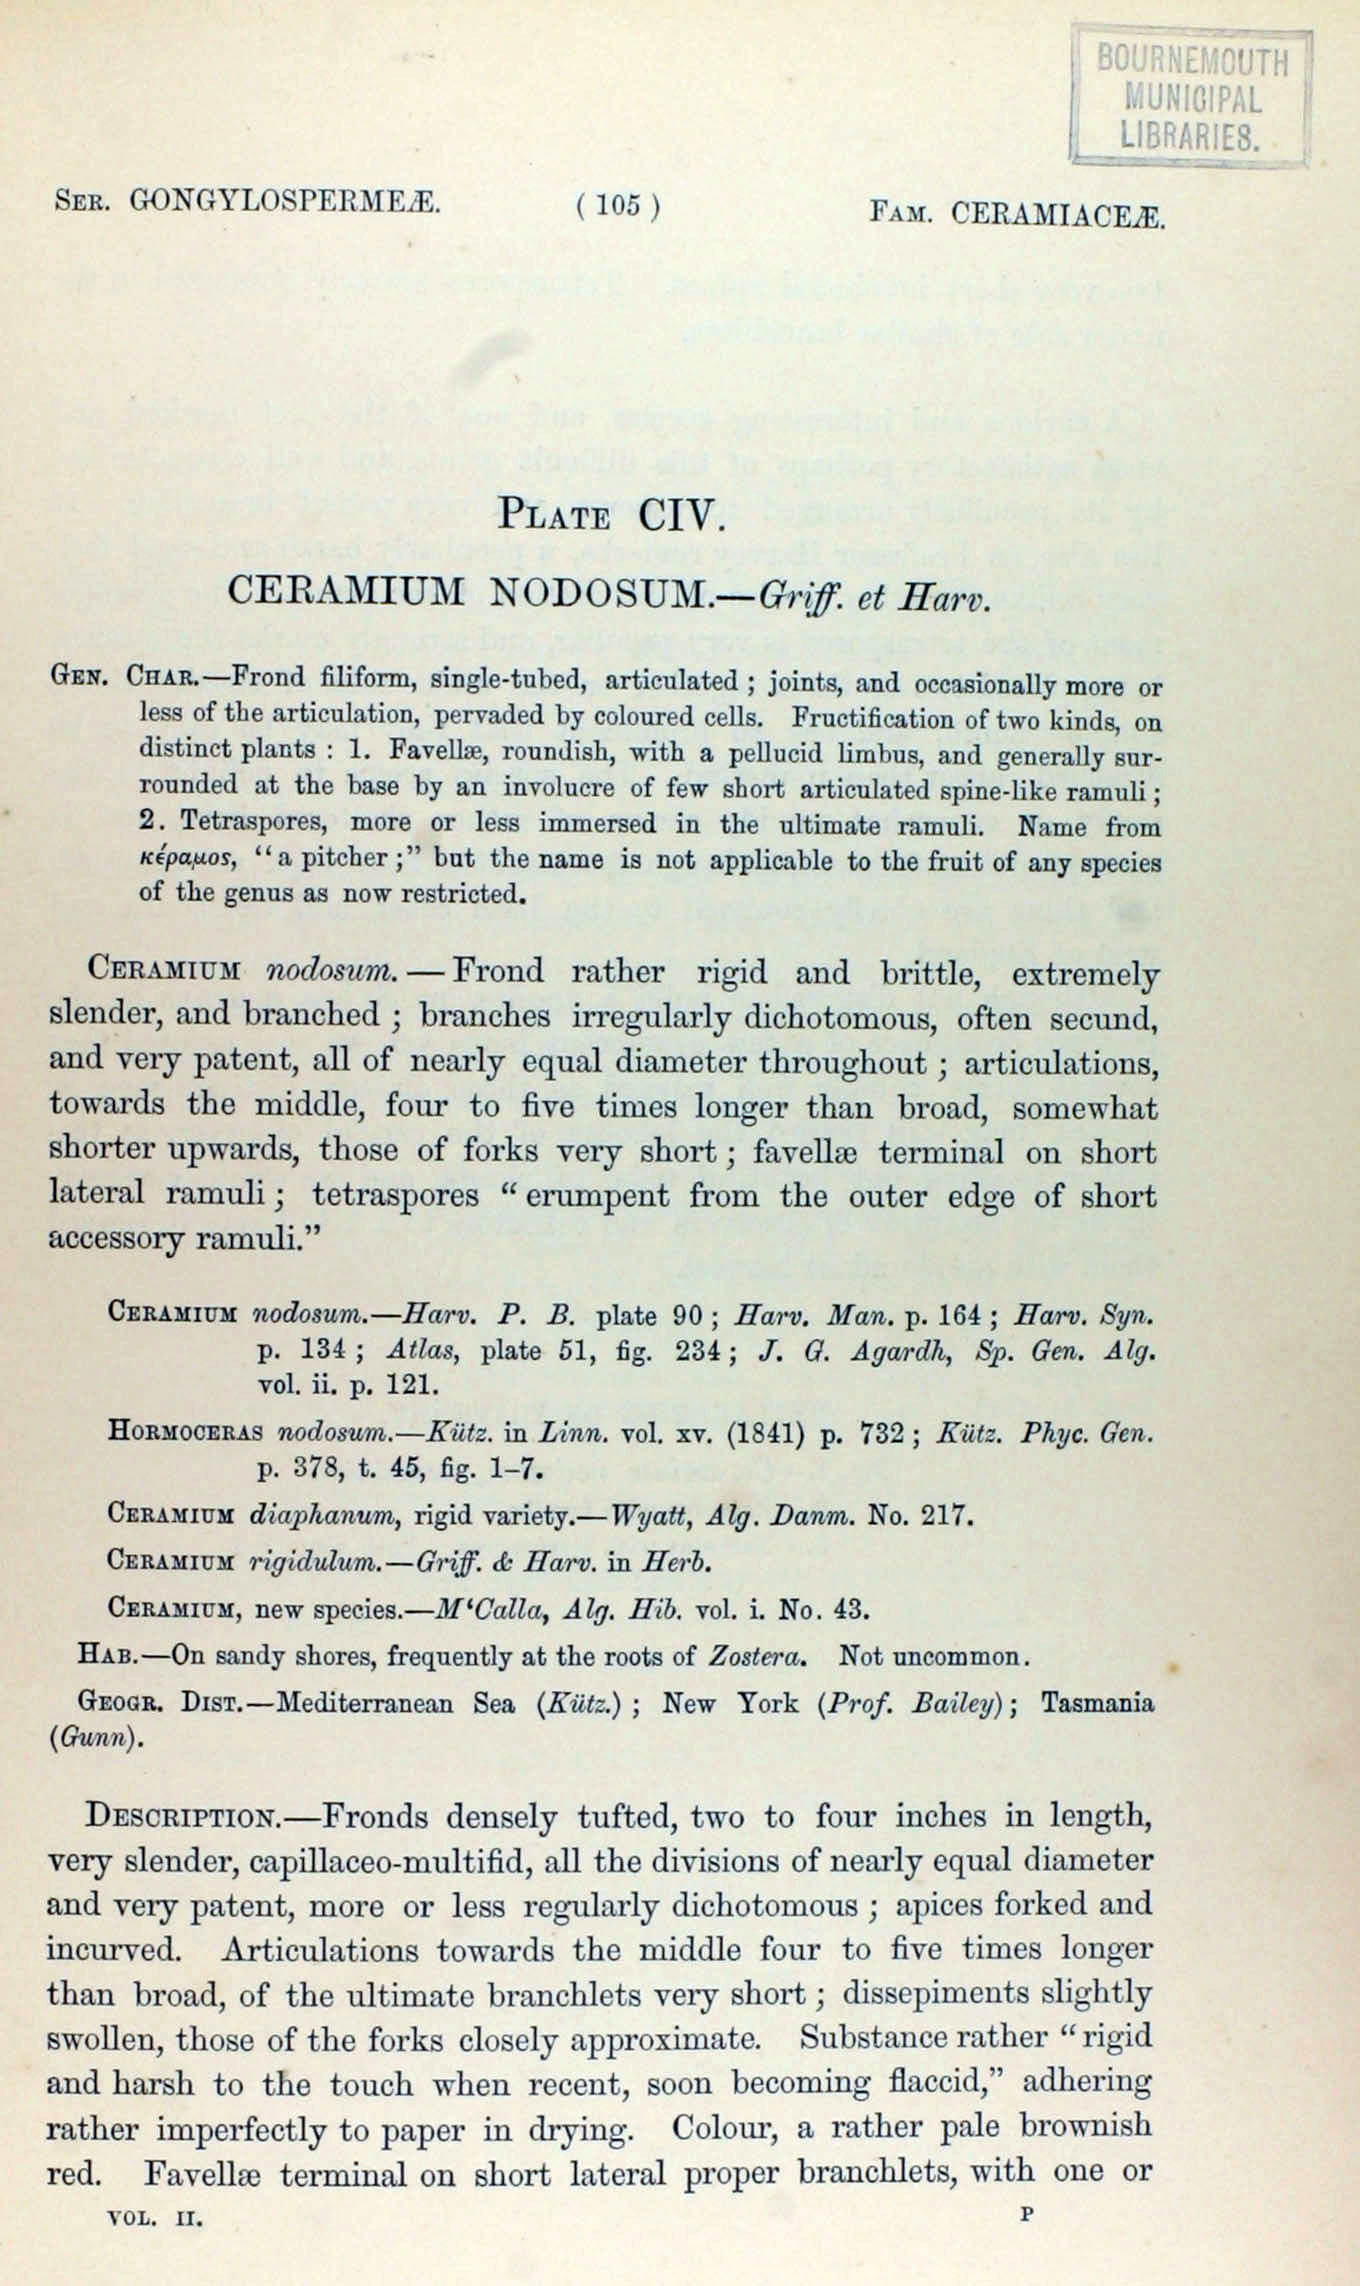 BOURNEMOUTH
MUNICIPAL
LIBRARIES.
SER. GONGYLOSPERMEÆ. (105) FAM. CERAMIACEÆ.
PLATE CIV.
CERAMIUM NODOSUM.—Griff. et Harv.
GEN. CHAR.—Frond filiform, single-tubed, articulated ; joints, and occasionally more or
less of the articulation, pervaded by coloured cells. Fructification of two kinds, on
distinct plants : 1. Favellæ, roundish, with a pellucid limbus, and generally sur-
rounded at the base by an involucre of few short articulated spine-like ramuli ;
2. Tetraspores, more or less immersed in the ultimate ramuli. Name from
κέραμος, “a pitcher ;” but the name is not applicable to the fruit of any species
of the genus as now restricted.
CERAMIUM nodosum. — Frond rather rigid and brittle, extremely
slender, and branched ; branches irregularly dichotomous, often secund,
and very patent, all of nearly equal diameter throughout ; articulations,
towards the middle, four to five times longer than broad, somewhat
shorter upwards, those of forks very short ; favellæ terminal on short
lateral ramuli ; tetraspores “erumpent from the outer edge of short
accessory ramuli.”
CERAMIUM nodosum.—Harv. P. B. plate 90 ; Harv. Man. p. 164 ; Harv. Syn.
p. 134 ; Atlas, plate 51, fig. 234 ; J. G. Agardh, Sp. Gen. Alg.
vol. ii. p. 121.
HORMOCERAS nodosum.—Kütz. in Linn. vol. xv. (1841) p. 732 ; Kütz. Phyc. Gen.
p. 378, t. 45, fig. 1–7.
CERAMIUM diaphanum, rigid variety.—Wyatt, Alg. Danm. No. 217.
CERAMIUM rigidulum.—Griff. & Harv. in Herb.
CERAMIUM, new species.—M‘Calla, Alg. Hib. vol. i. No. 43.
HAB.—On sandy shores, frequently at the roots of Zostera. Not uncommon.
GEOGR. DIST.—Mediterranean Sea (Kütz.) ; New York (Prof. Bailey) ; Tasmania
(Gunn).
DESCRIPTION.—Fronds densely tufted, two to four inches in length,
very slender, capillaceo-multifid, all the divisions of nearly equal diameter
and very patent, more or less regularly dichotomous ; apices forked and
incurved. Articulations towards the middle four to five times longer
than broad, of the ultimate branchlets very short ; dissepiments slightly
swollen, those of the forks closely approximate. Substance rather “rigid
and harsh to the touch when recent, soon becoming flaccid,” adhering
rather imperfectly to paper in drying. Colour, a rather pale brownish
red. Favellæ terminal on short lateral proper branchlets, with one or
VOL. II. P